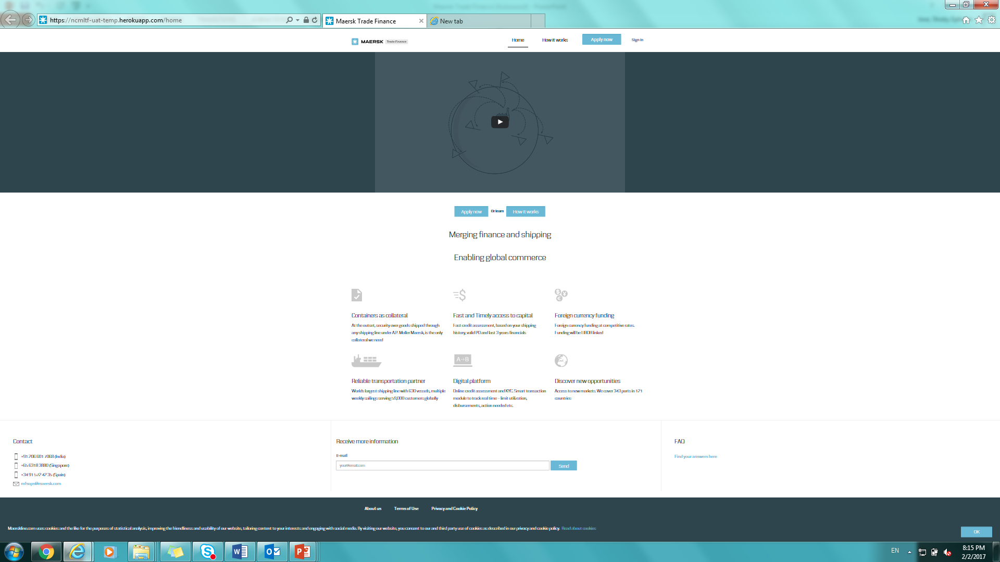 https://ncmltf-uat-temp.herokuapp.com/home
Maersk Trade Finance
New tab
MAERSK Trade Finance
Home
How it works
Apply now
Sign in
Apply now
Or learn
How it works
Merging finance and shipping
Enabling global commerce
Containers as collateral
At the outset, security over goods shipped through
any shipping line under A.P. Moller Maersk, is the only
collateral we need
Fast and Timely access to capital
Fast credit assessment, based on your shipping
history, valid PO and last 3 years financials
Foreign currency funding
Foreign currency funding at competitive rates.
Funding will be LIBOR linked
Reliable transportation partner
Worlds largest shipping line with 630 vessels, multiple
weekly sailings serving 59,000 customers globally
A→B
Digital platform
Online credit assessment and KYC. Smart transaction
module to track real time – limit utilization,
disbursements, action needed etc.
Discover new opportunities
Access to new markets. We cover 343 ports in 121
countries
Contact
+91 206 601 7068 (India)
+65 6318 3880 (Singapore)
+34 91 572 42 35 (Spain)
mfsops@maersk.com
Receive more information
E-mail
your@email.com
Send
FAQ
Find your answers here
About us
Terms of Use
Privacy and Cookie Policy
Maerskline.com uses cookies and the like for the purposes of statistical analysis, improving the friendliness and usability of our website, tailoring content to your interests and engaging with social media. By visiting our website, you consent to our and third party use of cookies as described in our privacy and cookie policy. Read about cookies
OK
EN
8:15 PM
2/2/2017